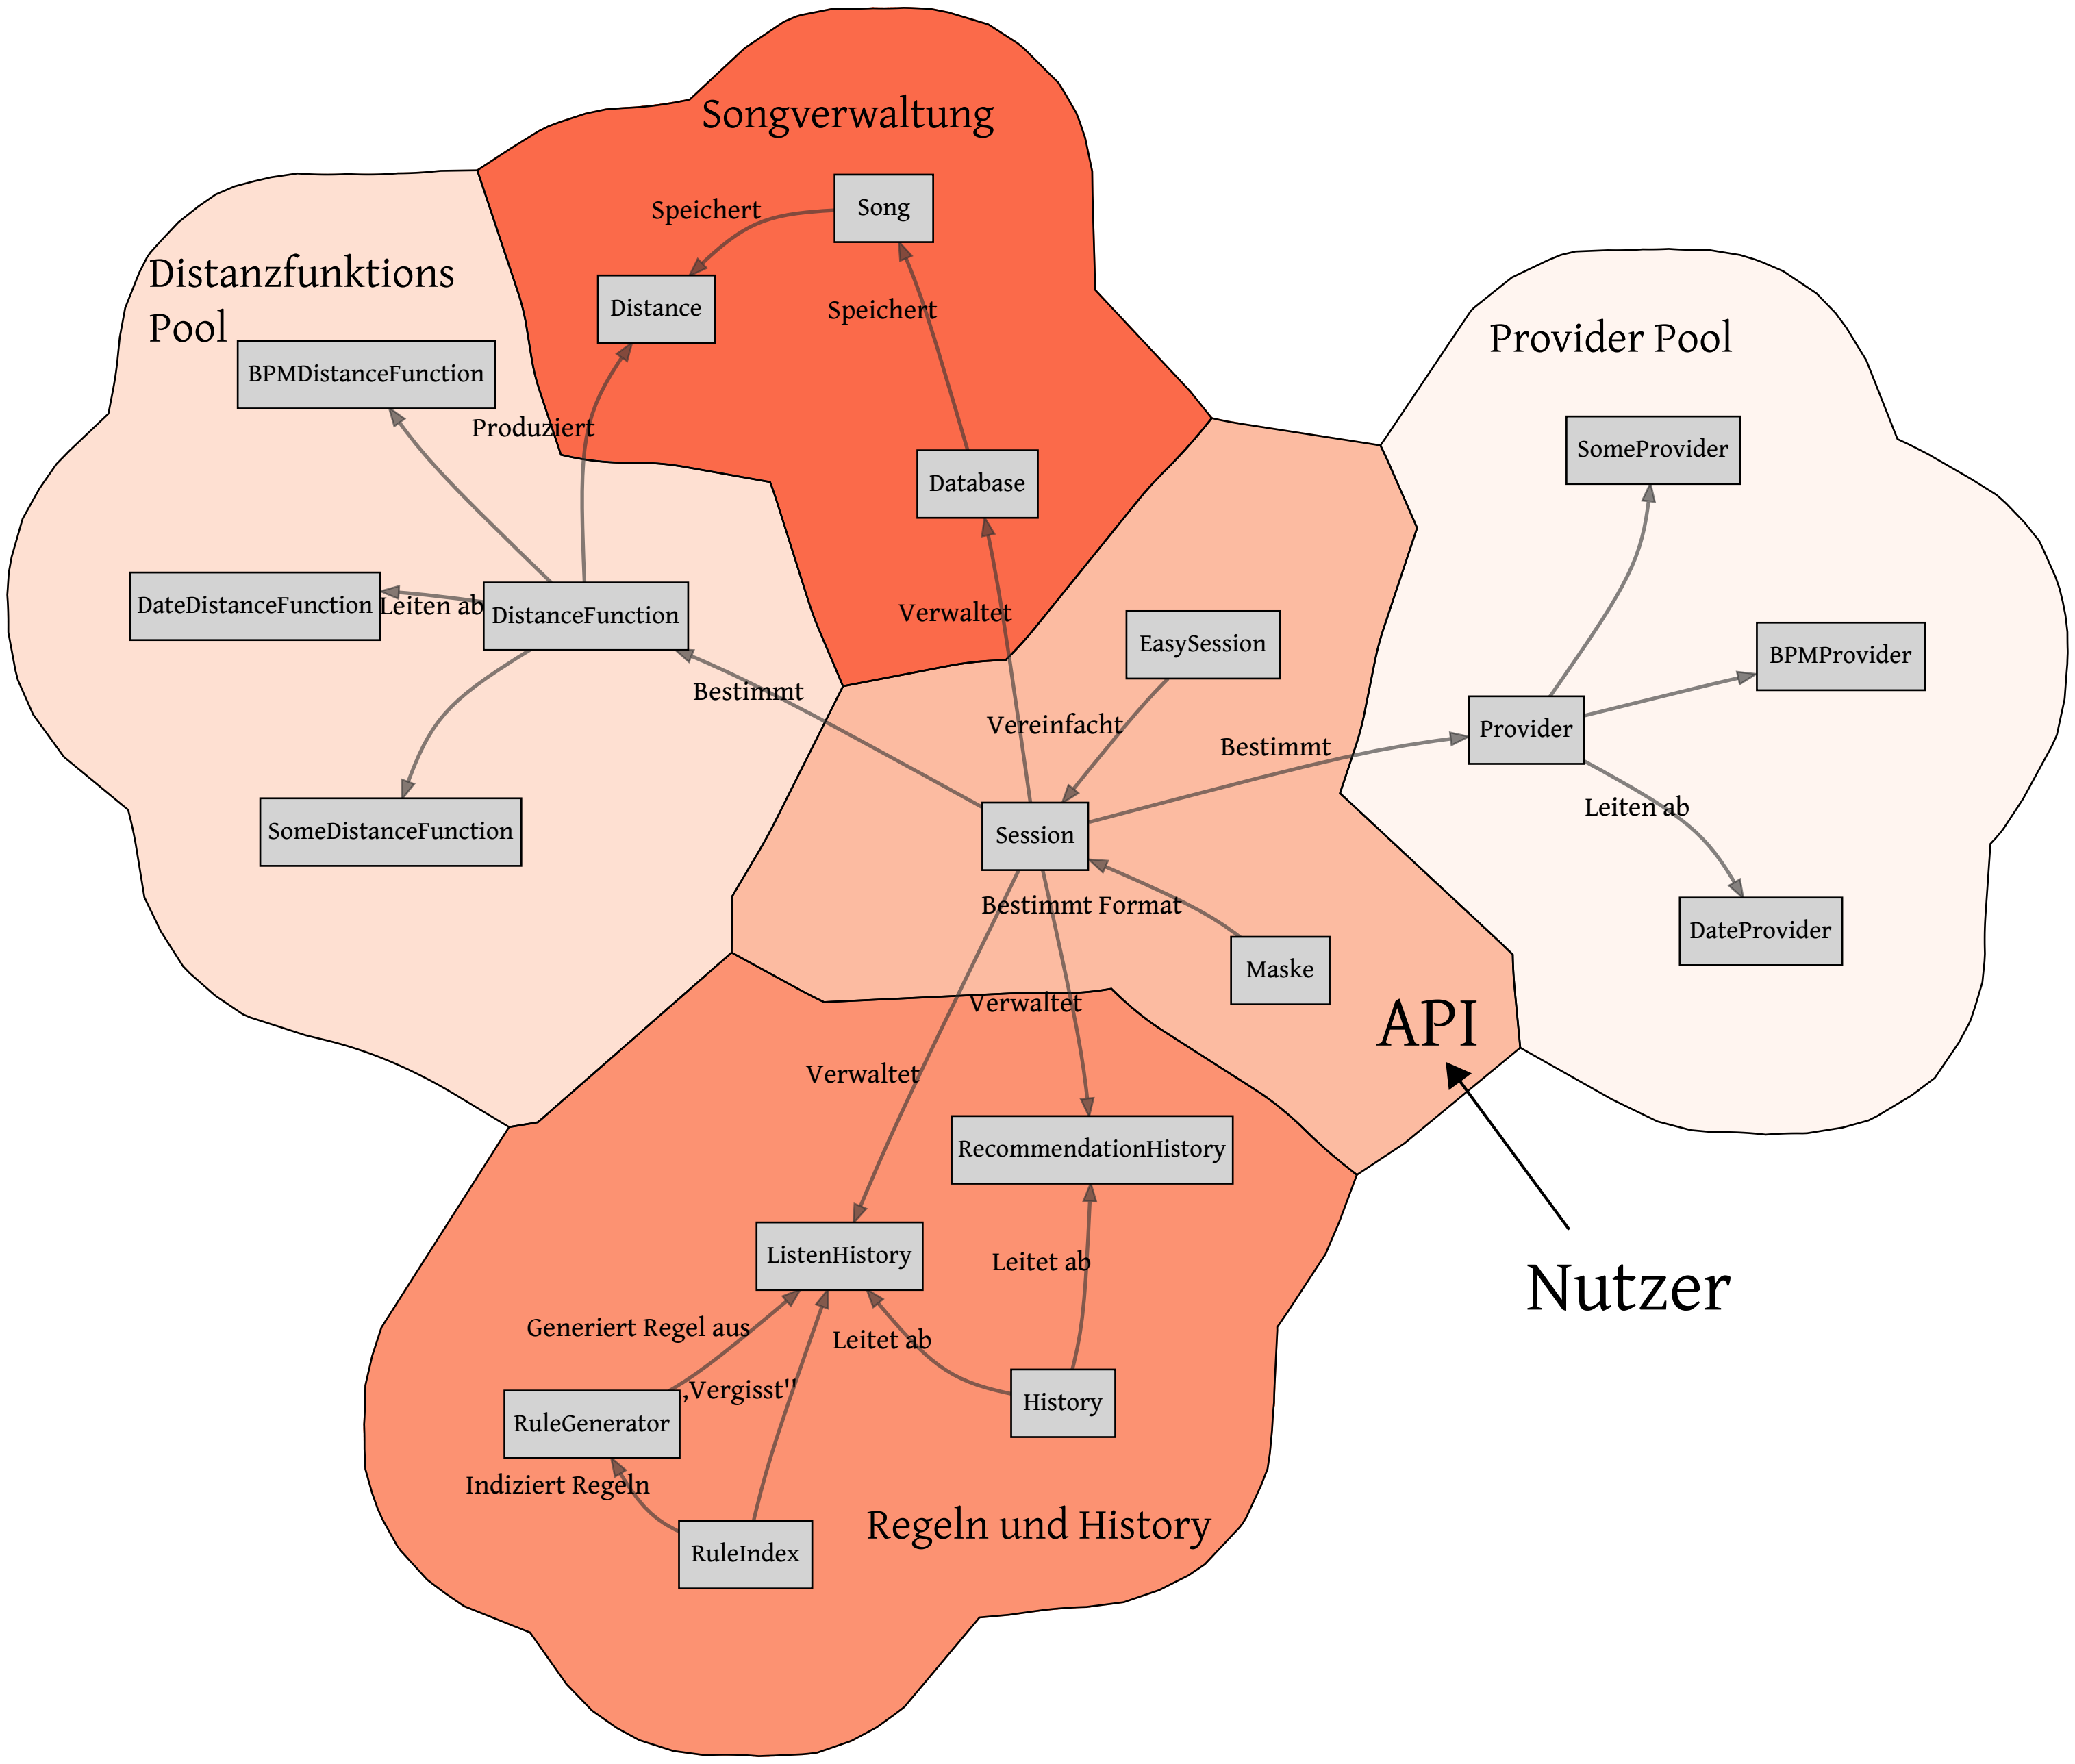 Songverwaltung
Song
Speichert
Distance
Speichert
Distanzfunktions
Pool
BPMDistanceFunction
Produziert
Database
Provider Pool
SomeProvider
DateDistanceFunction
Leiten ab
DistanceFunction
Verwaltet
EasySession
BPMProvider
Bestimmt
Vereinfacht
Bestimmt
Provider
SomeDistanceFunction
Session
Leiten ab
Bestimmt Format
DateProvider
Maske
Verwaltet
API
Verwaltet
RecommendationHistory
ListenHistory
Leitet ab
Nutzer
Generiert Regel aus
Leitet ab
„Vergisst"
History
RuleGenerator
Indiziert Regeln
Regeln und History
RuleIndex